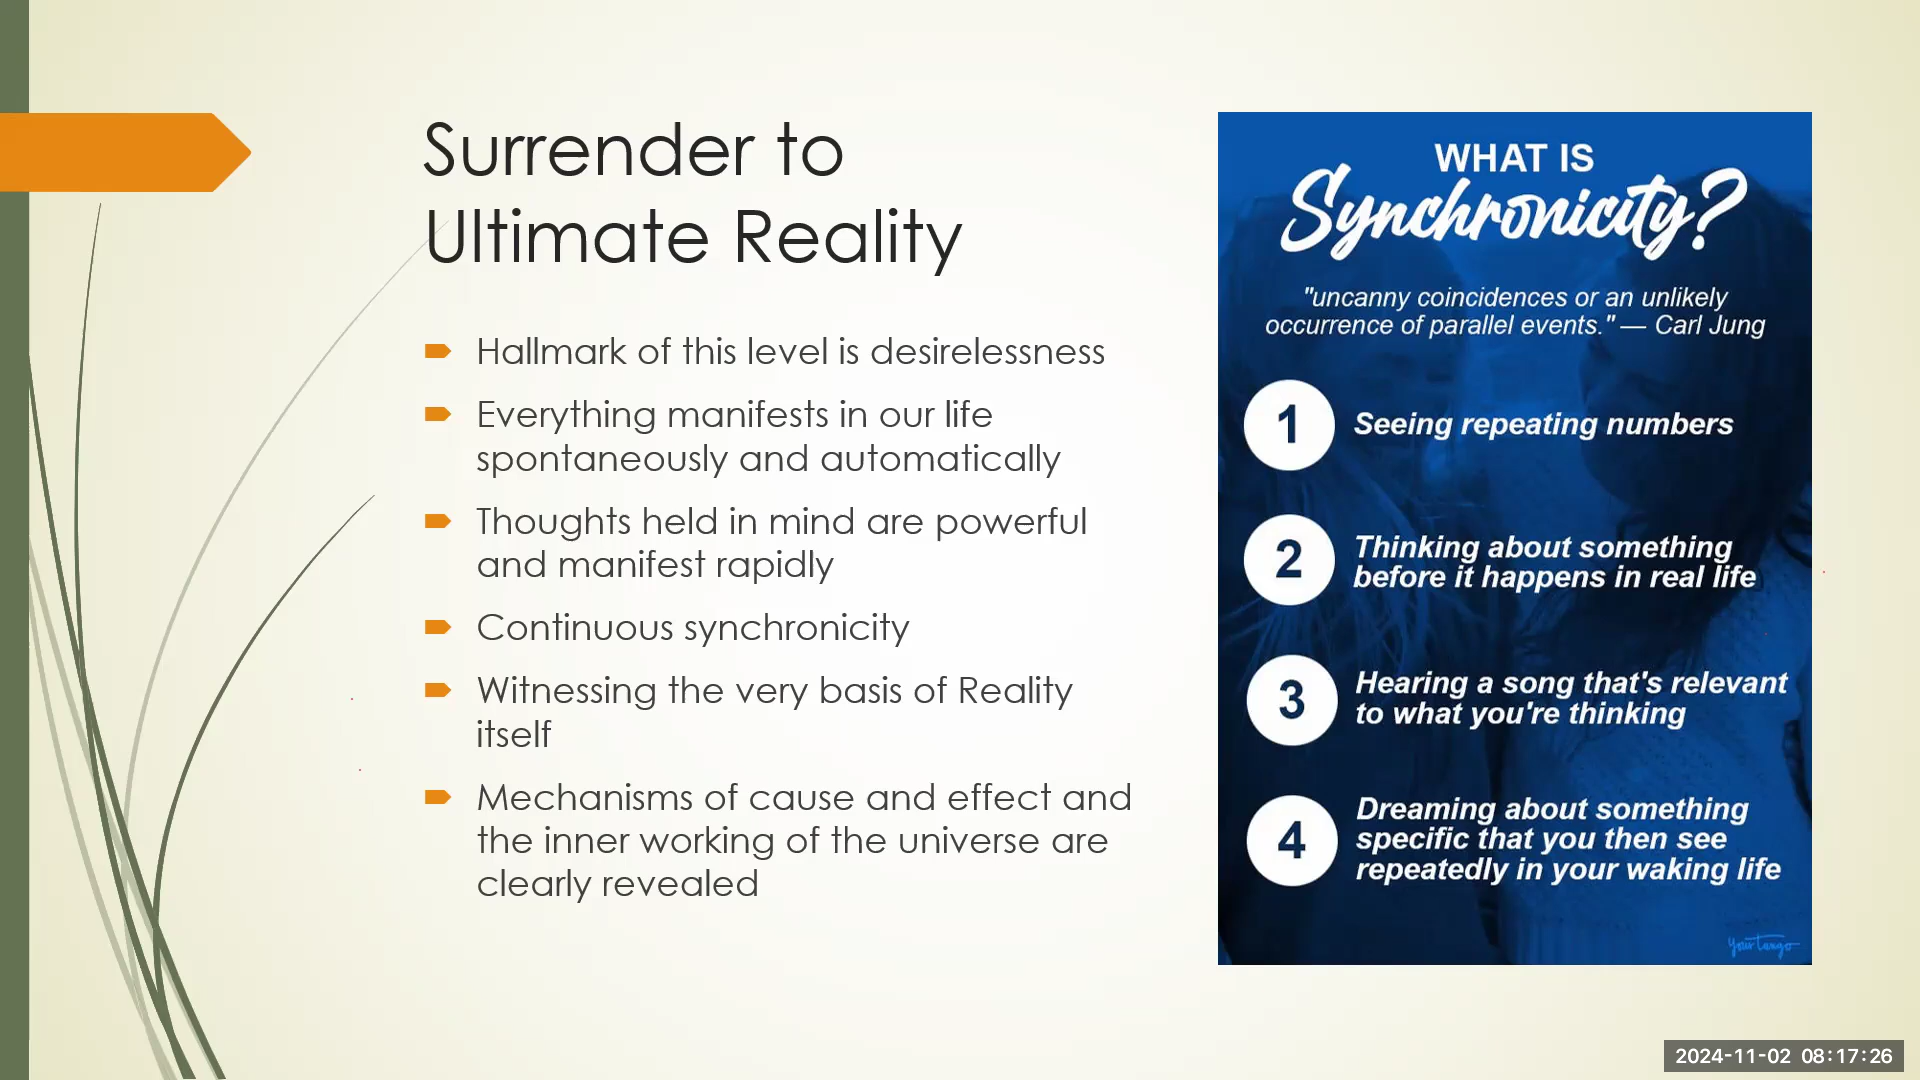 Surrender to
Ultimate Reality
Hallmark of this level is desirelessness
Everything manifests in our life
spontaneously and automatically
Thoughts held in mind are powerful
and manifest rapidly
Continuous synchronicity
Witnessing the very basis of Reality
itself
Mechanisms of cause and effect and
the inner working of the universe are
clearly revealed
WHAT IS
Synchronicity?
"uncanny coincidences or an unlikely
occurrence of parallel events." — Carl Jung
1
Seeing repeating numbers
2
Thinking about something
before it happens in real life
3
Hearing a song that's relevant
to what you're thinking
4
Dreaming about something
specific that you then see
repeatedly in your waking life
YourTango
2024-11-02 08:17:26